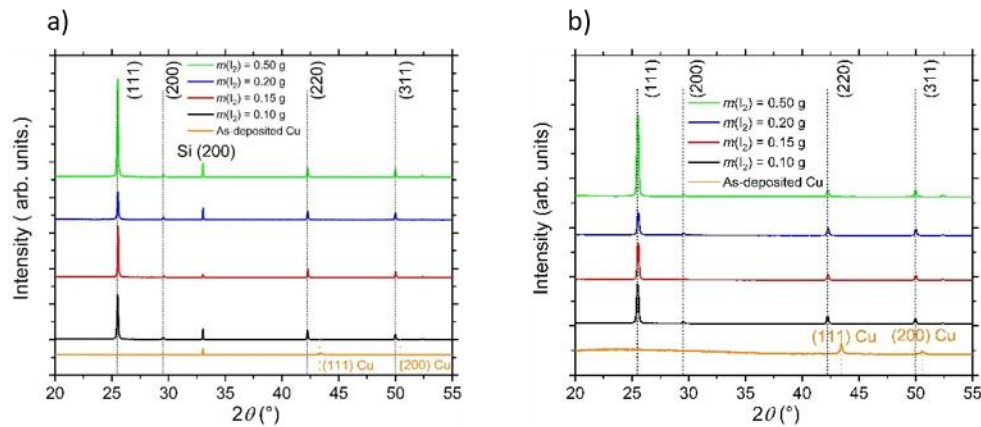 a)
(111)
(200)
m(I₂) = 0.50 g
m(I₂) = 0.20 g
m(I₂) = 0.15 g
m(I₂) = 0.10 g
As-deposited Cu
(220)
(311)
Si (200)
(111) Cu
(200) Cu
Intensity ( arb. units.)
20 25 30 35 40 45 50 55
2θ (°)
b)
(111)
(200)
(220)
(311)
m(I₂) = 0.50 g
m(I₂) = 0.20 g
m(I₂) = 0.15 g
m(I₂) = 0.10 g
As-deposited Cu
(111) Cu
(200) Cu
Intensity (arb. units)
20 25 30 35 40 45 50 55
2θ (°)